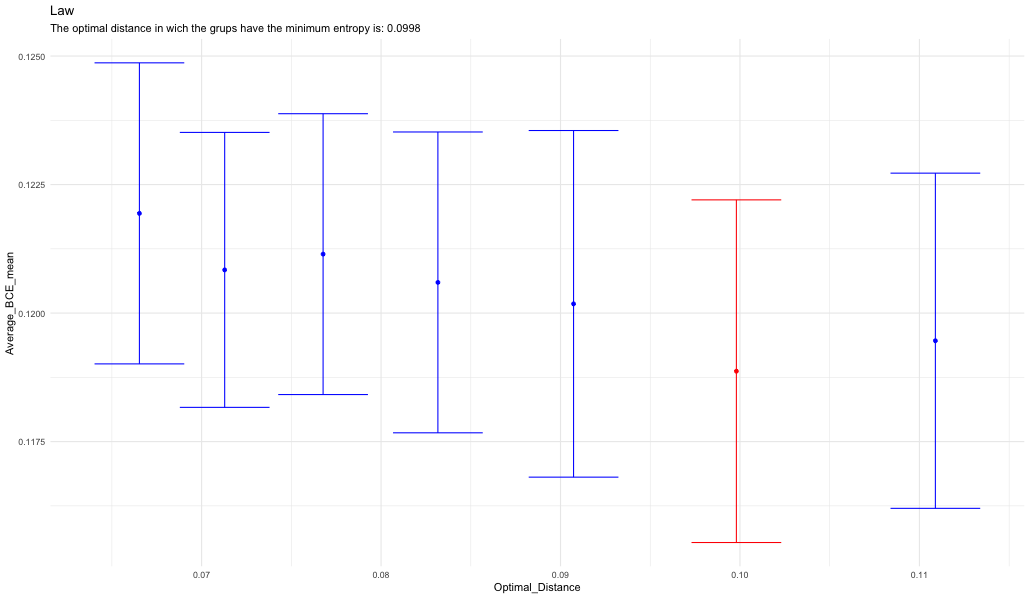 Law
The optimal distance in wich the grups have the minimum entropy is: 0.0998
0.1250
0.1225
0.1200
0.1175
Average_BCE_mean
0.07 0.08 0.09 0.10 0.11
Optimal_Distance